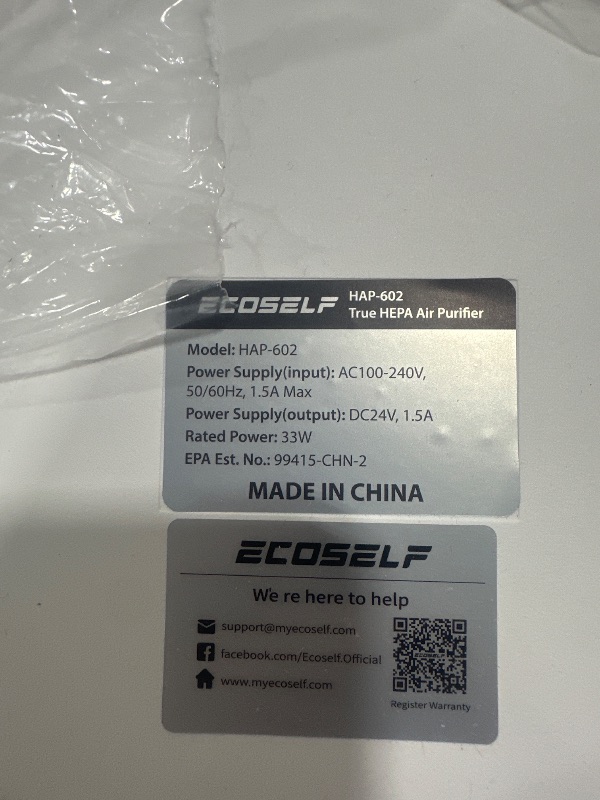 ECOSELF HAP-602
True HEPA Air Purifier
Model: HAP-602
Power Supply(input): AC100-240V,
50/60Hz, 1.5A Max
Power Supply(output): DC24V, 1.5A
Rated Power: 33W
EPA Est. No.: 99415-CHN-2
MADE IN CHINA
ECOSELF
We re here to help
support@myecoself.com
facebook.com/Ecoself.Official
www.myecoself.com
ECOSELF
Register Warranty